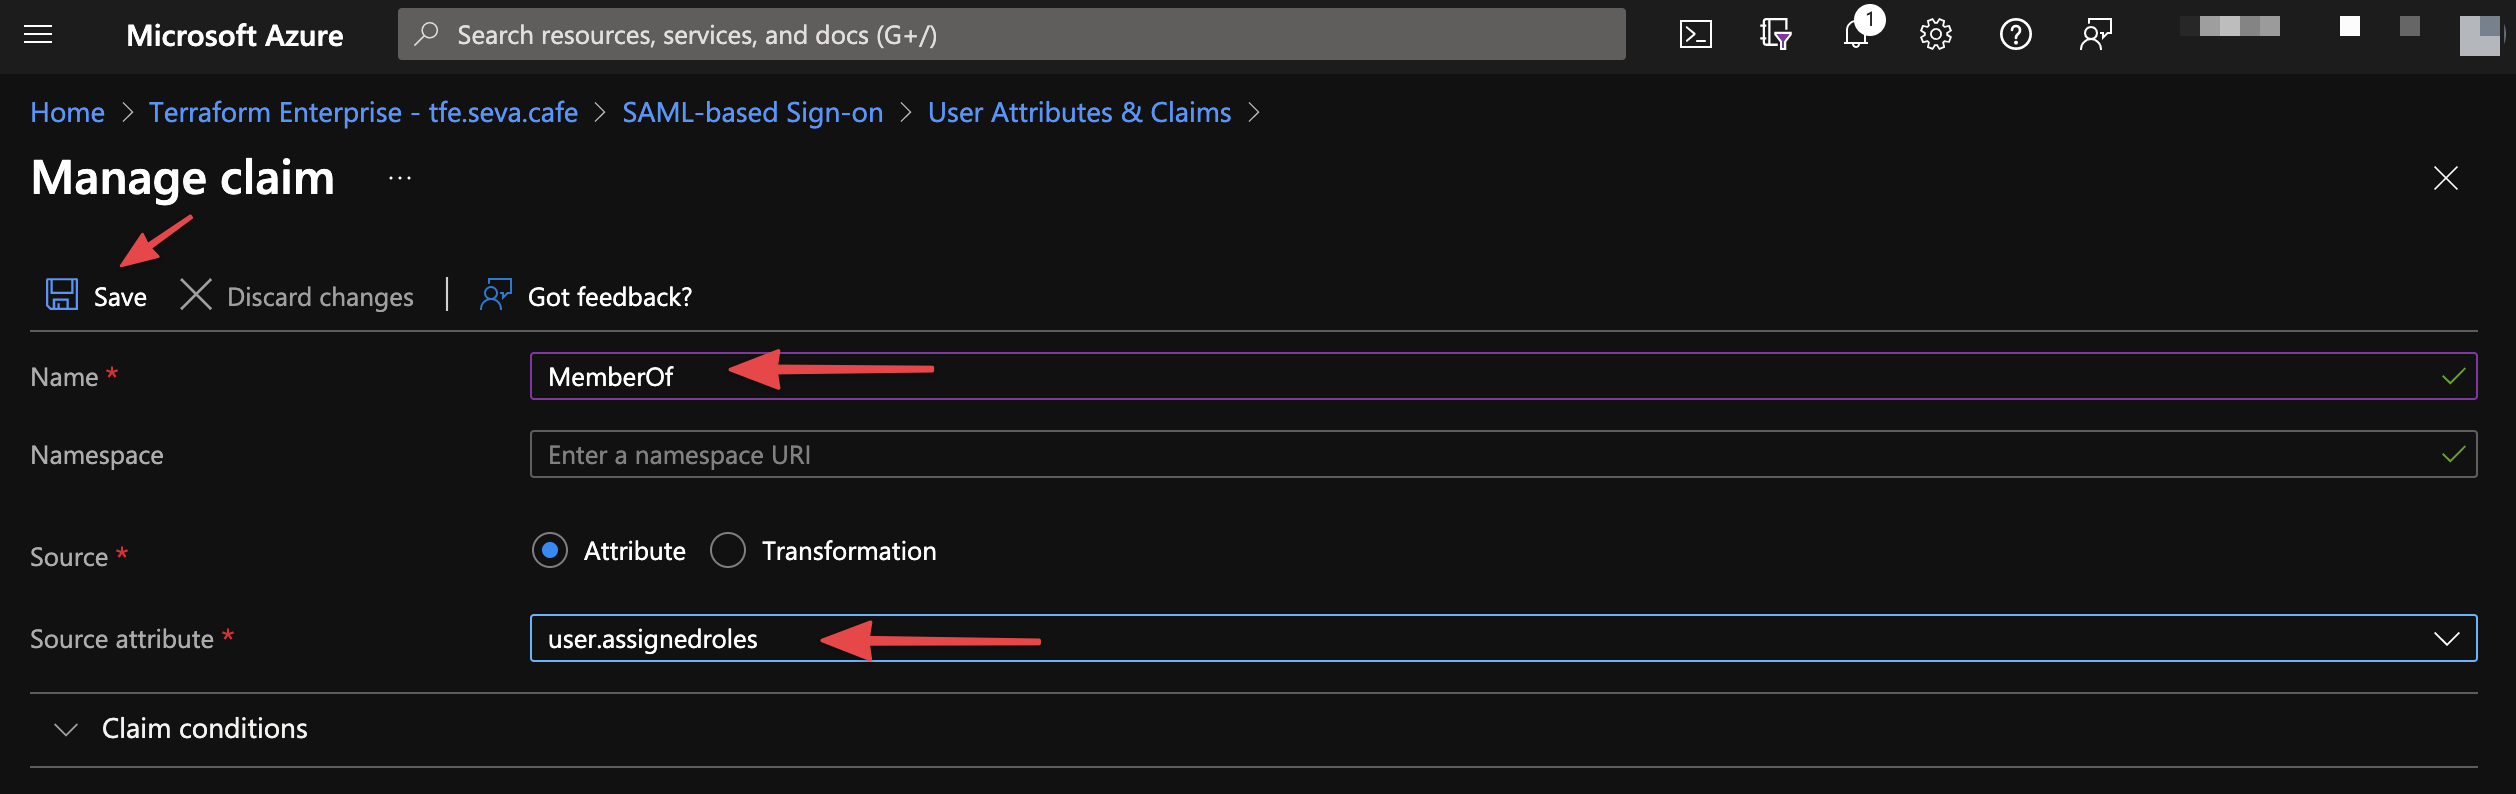 Microsoft Azure
Search resources, services, and docs (G+/)
1
Home > Terraform Enterprise - tfe.seva.cafe > SAML-based Sign-on > User Attributes & Claims >
Manage claim ...
Save Discard changes | Got feedback?
Name * MemberOf
Namespace Enter a namespace URI
Source * Attribute Transformation
Source attribute * user.assignedroles
Claim conditions